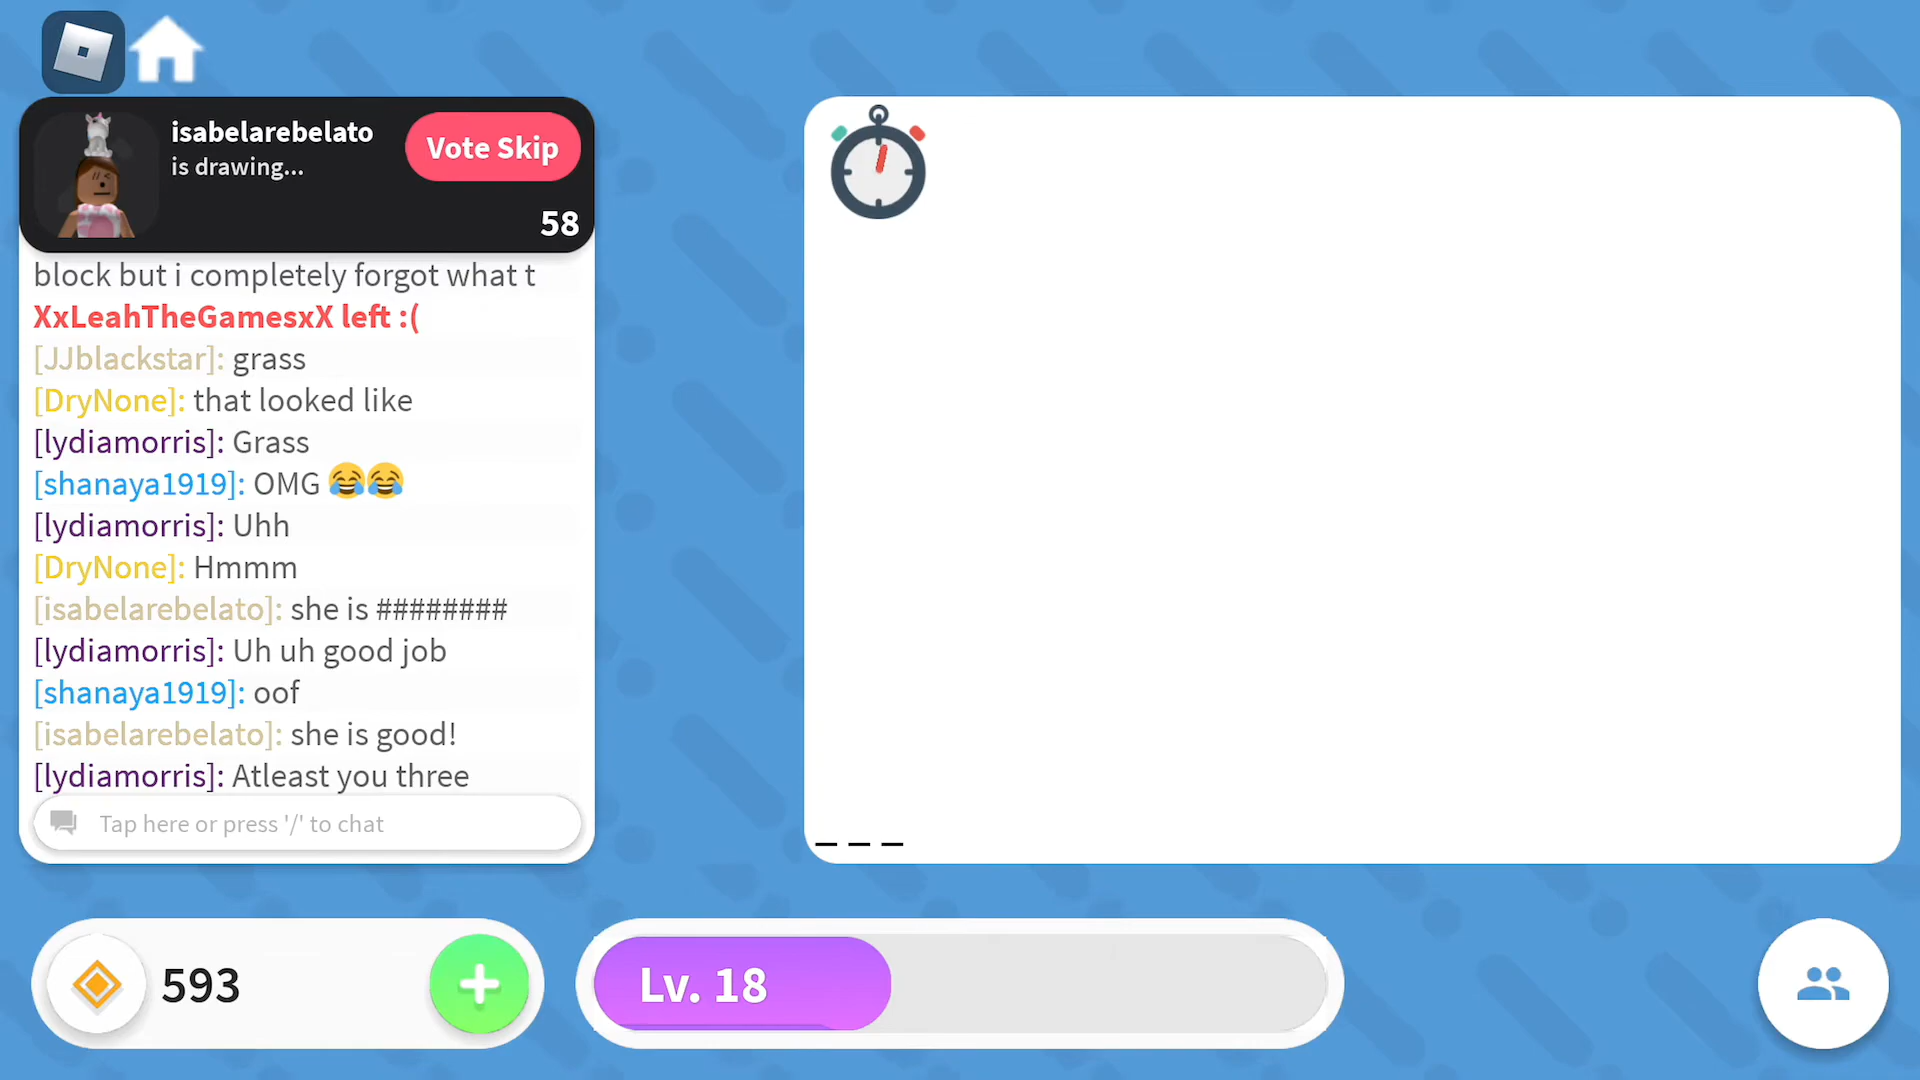 isabelarebelato
is drawing...
Vote Skip
58
block but i completely forgot what t
XxLeahTheGamesxX left :(
[JJblackstar]: grass
[DryNone]: that looked like
[lydiamorris]: Grass
[shanaya1919]: OMG 😂😂
[lydiamorris]: Uhh
[DryNone]: Hmmm
[isabelarebelato]: she is ########
[lydiamorris]: Uh uh good job
[shanaya1919]: oof
[isabelarebelato]: she is good!
[lydiamorris]: Atleast you three
Tap here or press '/' to chat
_ _ _
593
Lv. 18